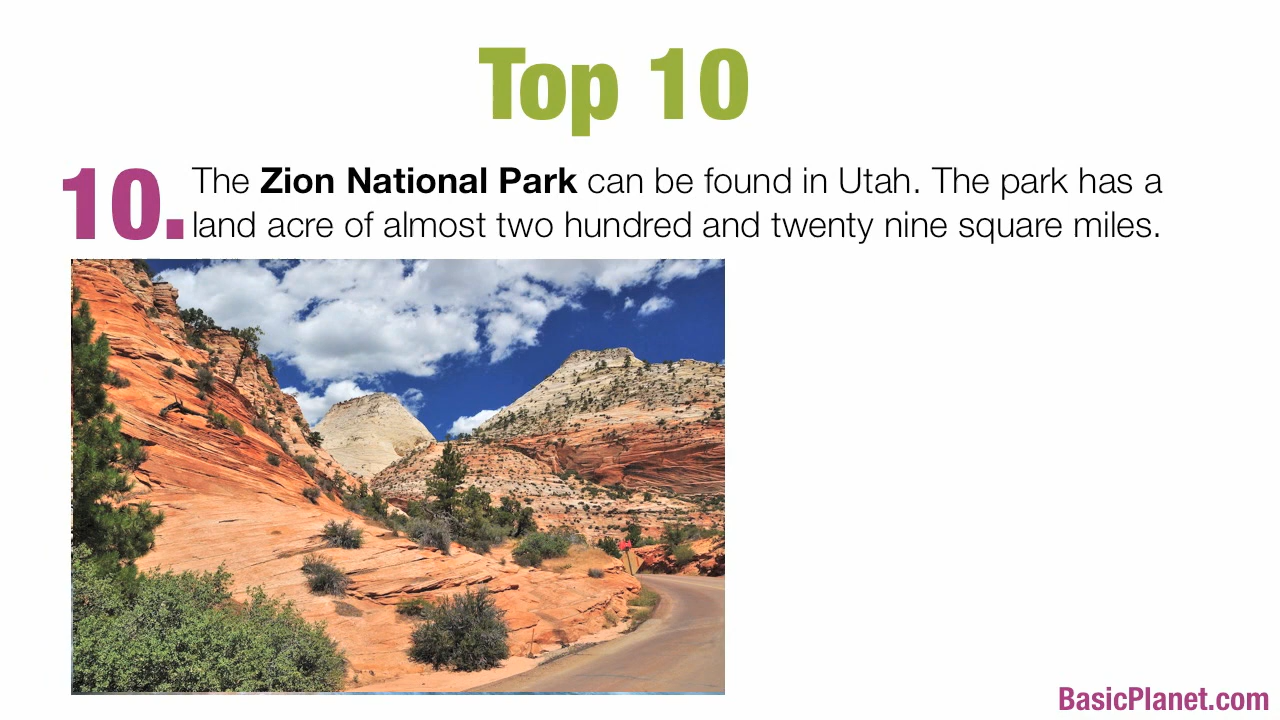 Top 10
10. The Zion National Park can be found in Utah. The park has a
land acre of almost two hundred and twenty nine square miles.
BasicPlanet.com